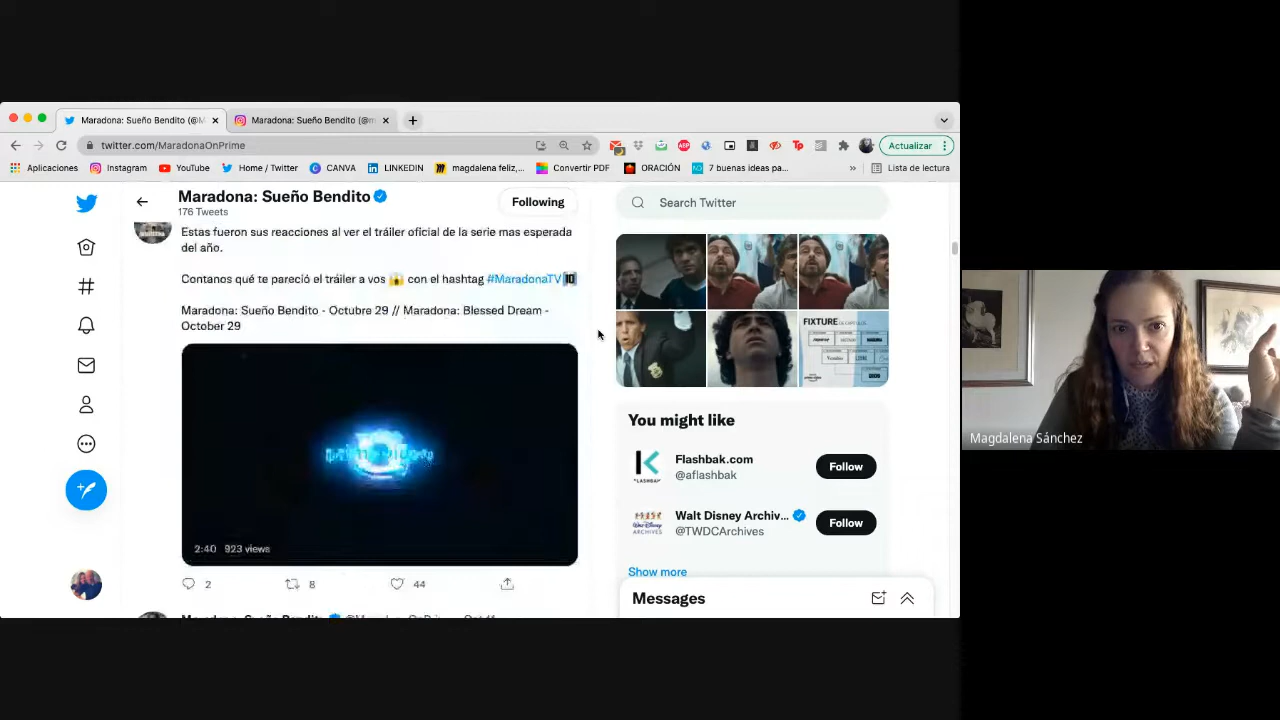 Maradona: Sueño Bendito (@M
Maradona: Sueño Bendito (@m
twitter.com/MaradonaOnPrime
Actualizar
Aplicaciones
Instagram
YouTube
Home / Twitter
CANVA
LINKEDIN
magdalena feliz,...
Convertir PDF
ORACIÓN
7 buenas ideas pa...
»
Lista de lectura
Maradona: Sueño Bendito
176 Tweets
Following
Estas fueron sus reacciones al ver el tráiler oficial de la serie mas esperada
del año.
Contanos qué te pareció el tráiler a vos 😱 con el hashtag #MaradonaTV
Maradona: Sueño Bendito - Octubre 29 // Maradona: Blessed Dream -
October 29
2:40 923 views
2
8
44
Search Twitter
FIXTURE
You might like
Flashbak.com
@aflashbak
Follow
Walt Disney Archiv...
@TWDCArchives
Follow
Show more
Messages
Magdalena Sánchez